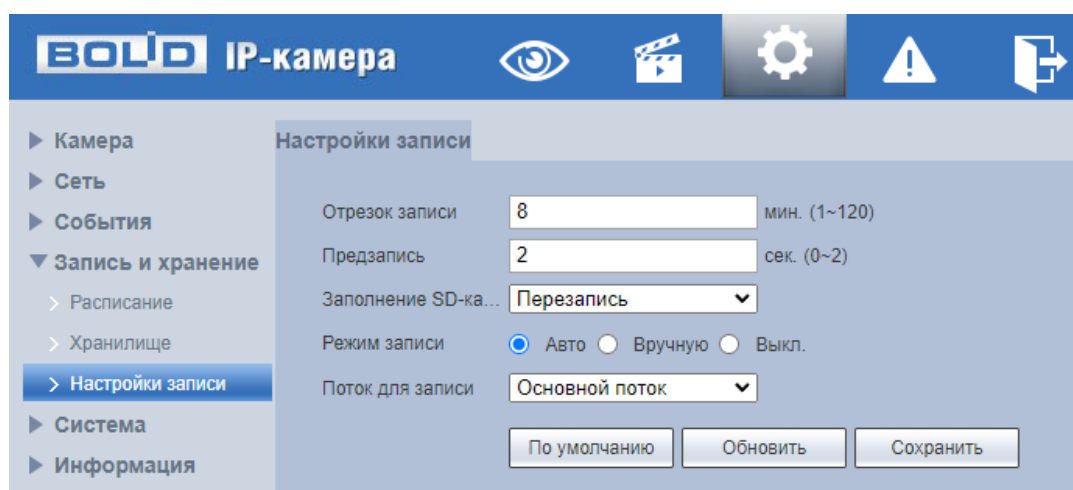 BOLID IP-камера
Камера
Сеть
События
Запись и хранение
Расписание
Хранилище
Настройки записи
Система
Информация
Настройки записи
Отрезок записи 8 мин. (1~120)
Предзапись 2 сек. (0~2)
Заполнение SD-ка... Перезапись
Режим записи Авто Вручную Выкл.
Поток для записи Основной поток
По умолчанию Обновить Сохранить